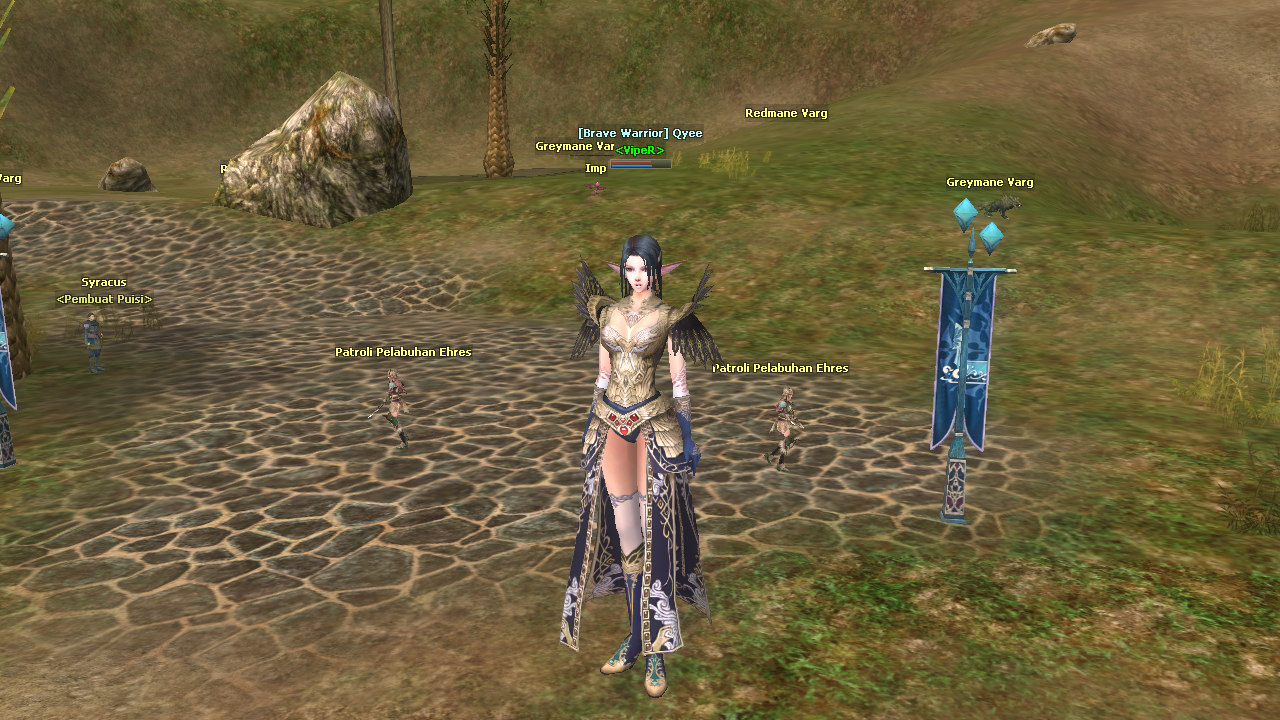 Redmane Varg
[Brave Warrior] Qyee
Greymane Var
<VipeR>
Imp
Varg
Greymane Varg
Syracus
<Pembuat Puisi>
Patroli Pelabuhan Ehres
Patroli Pelabuhan Ehres